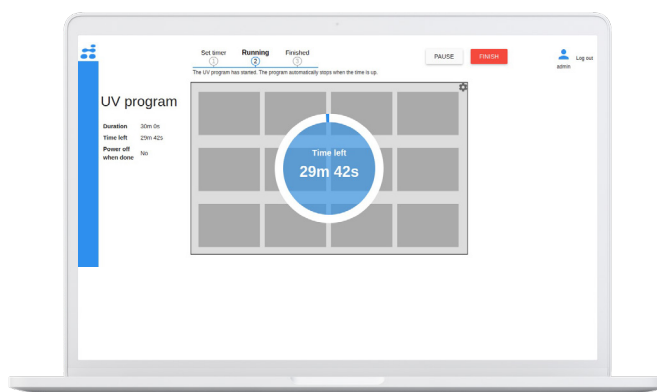 Set timer
Running
Finished
1
2
3
The UV program has started. The program automatically stops when the time is up.
PAUSE
FINISH
admin
Log out
UV program
Duration 30m 0s
Time left 29m 42s
Power off
when done No
Time left
29m 42s